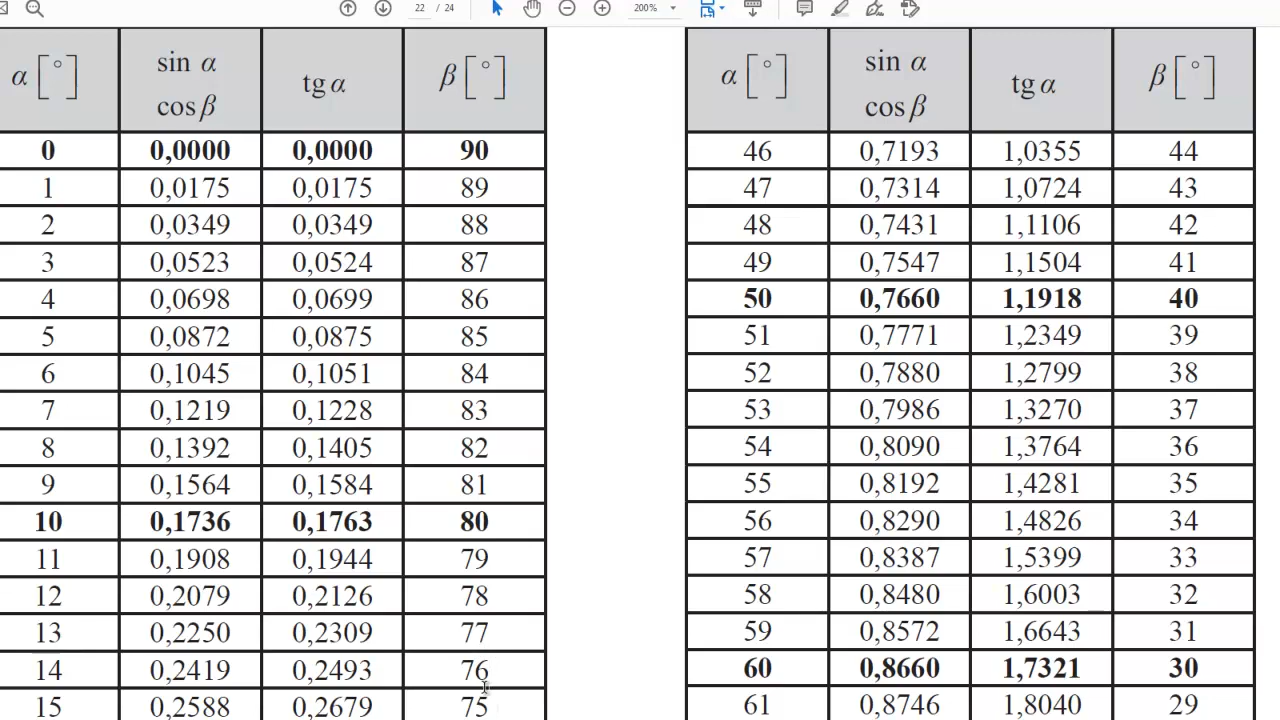 22 / 24 200%
α [°] sin α cos β tg α β [°]
0 0,0000 0,0000 90
1 0,0175 0,0175 89
2 0,0349 0,0349 88
3 0,0523 0,0524 87
4 0,0698 0,0699 86
5 0,0872 0,0875 85
6 0,1045 0,1051 84
7 0,1219 0,1228 83
8 0,1392 0,1405 82
9 0,1564 0,1584 81
10 0,1736 0,1763 80
11 0,1908 0,1944 79
12 0,2079 0,2126 78
13 0,2250 0,2309 77
14 0,2419 0,2493 76
15 0,2588 0,2679 75
α [°] sin α cos β tg α β [°]
46 0,7193 1,0355 44
47 0,7314 1,0724 43
48 0,7431 1,1106 42
49 0,7547 1,1504 41
50 0,7660 1,1918 40
51 0,7771 1,2349 39
52 0,7880 1,2799 38
53 0,7986 1,3270 37
54 0,8090 1,3764 36
55 0,8192 1,4281 35
56 0,8290 1,4826 34
57 0,8387 1,5399 33
58 0,8480 1,6003 32
59 0,8572 1,6643 31
60 0,8660 1,7321 30
61 0,8746 1,8040 29